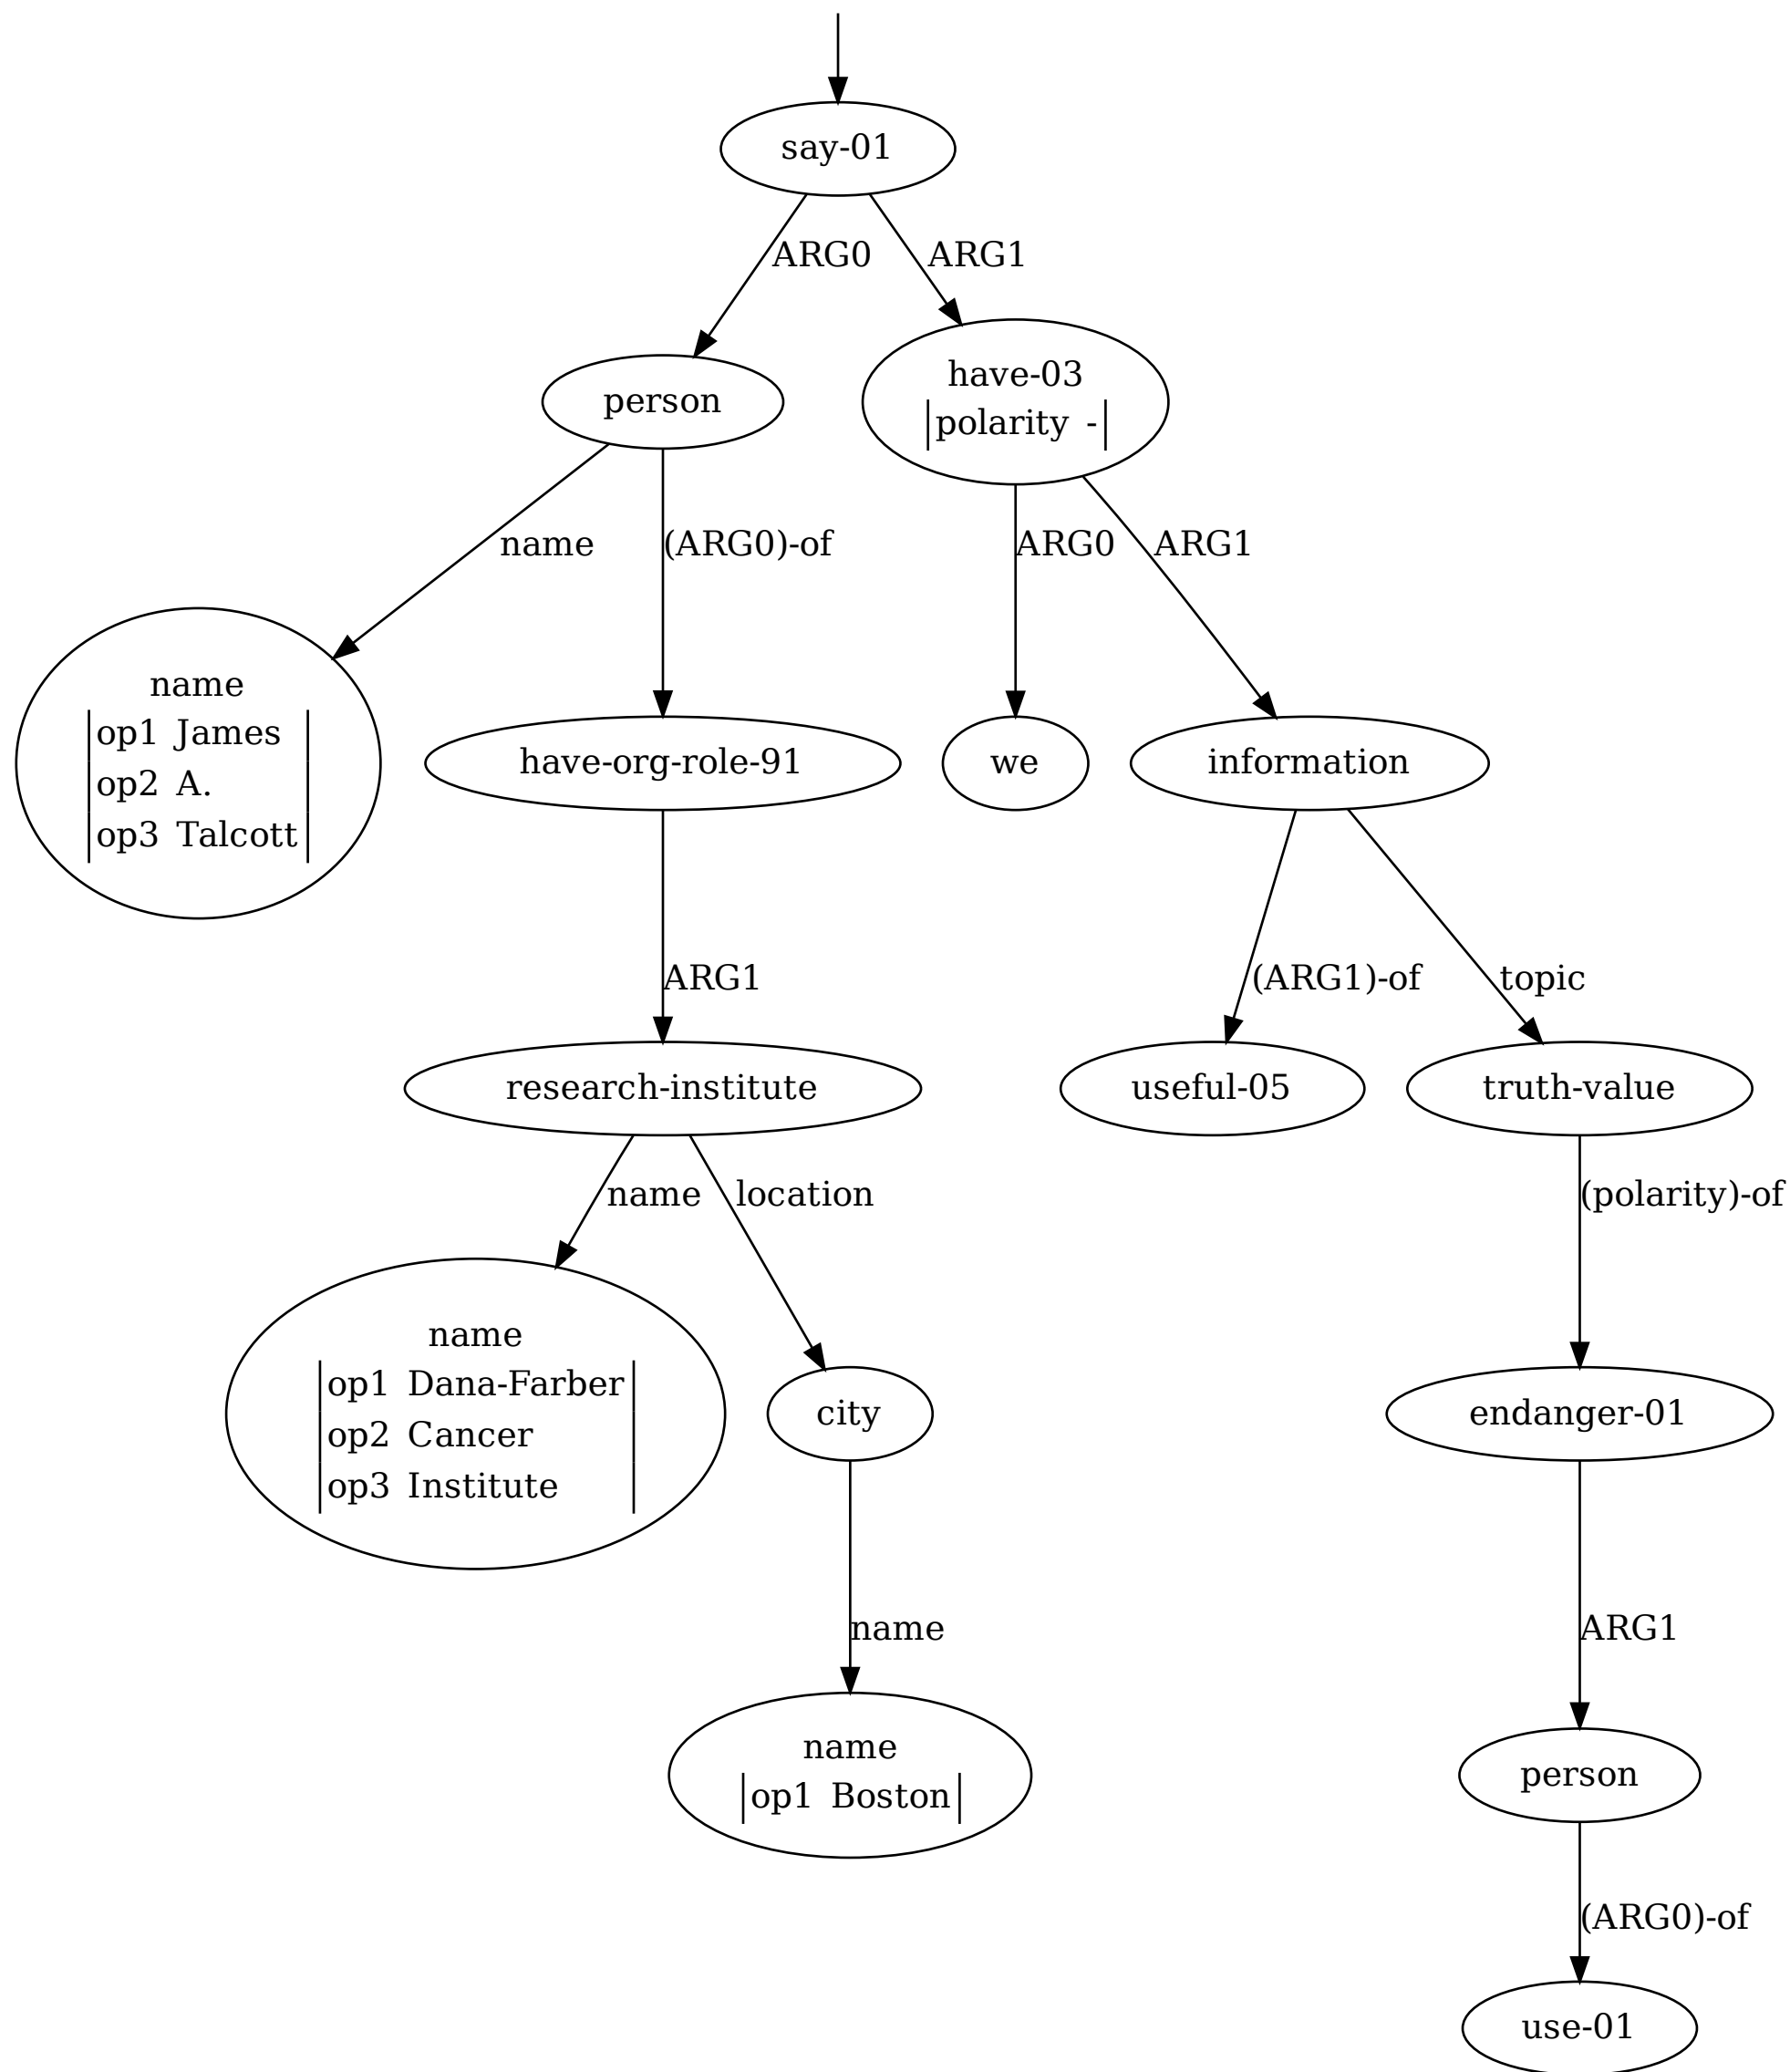 say-01
ARG0
ARG1
person
have-03
polarity -
name
(ARG0)-of
ARG0
ARG1
name
op1 James
op2 A.
op3 Talcott
have-org-role-91
we
information
ARG1
(ARG1)-of
topic
research-institute
useful-05
truth-value
name
location
(polarity)-of
name
op1 Dana-Farber
op2 Cancer
op3 Institute
city
endanger-01
name
ARG1
name
op1 Boston
person
(ARG0)-of
use-01